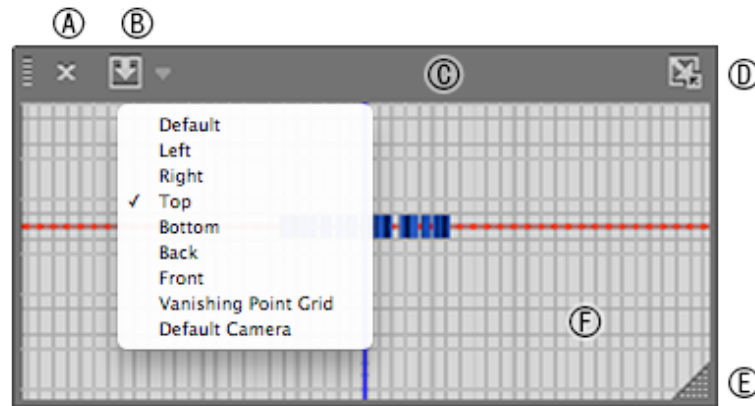 Ⓐ Ⓑ
Ⓒ Ⓓ
Default
Left
Right
✓ Top
Bottom
Back
Front
Vanishing Point Grid
Ⓕ
Default Camera
Ⓔ